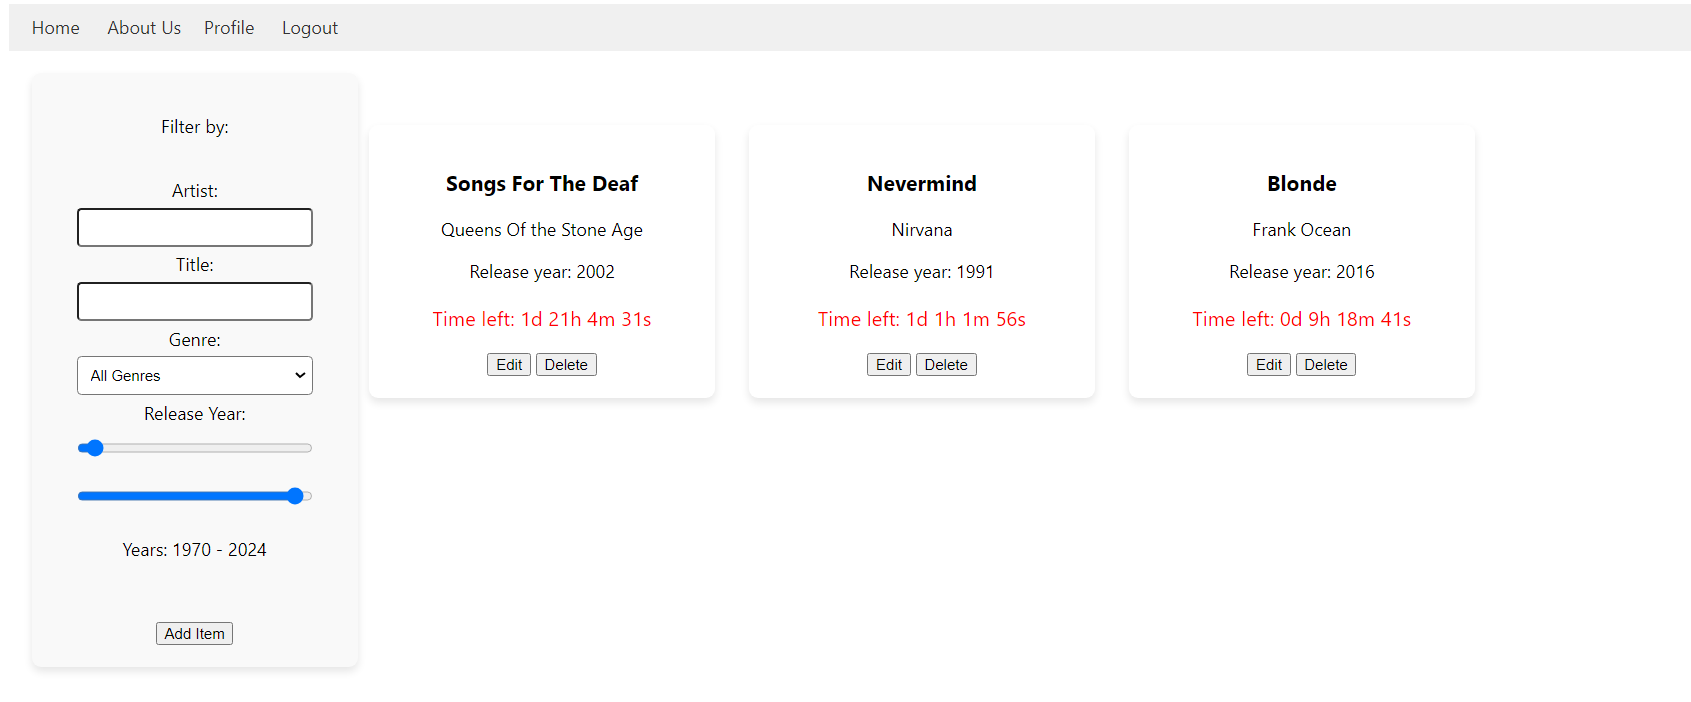 Home About Us Profile Logout
Filter by:
Artist:
Title:
Genre:
All Genres
Release Year:
Years: 1970 - 2024
Add Item
Songs For The Deaf
Queens Of the Stone Age
Release year: 2002
Time left: 1d 21h 4m 31s
Edit Delete
Nevermind
Nirvana
Release year: 1991
Time left: 1d 1h 1m 56s
Edit Delete
Blonde
Frank Ocean
Release year: 2016
Time left: 0d 9h 18m 41s
Edit Delete